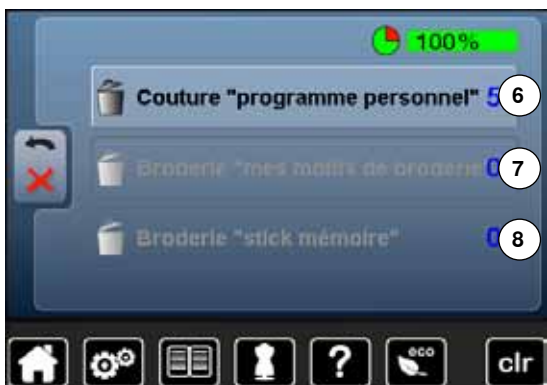 100%
Couture "programme personnel" 5 6
Broderie "mes motifs de broderie 0 7
Broderie "stick mémoire" 0 8
? eco clr